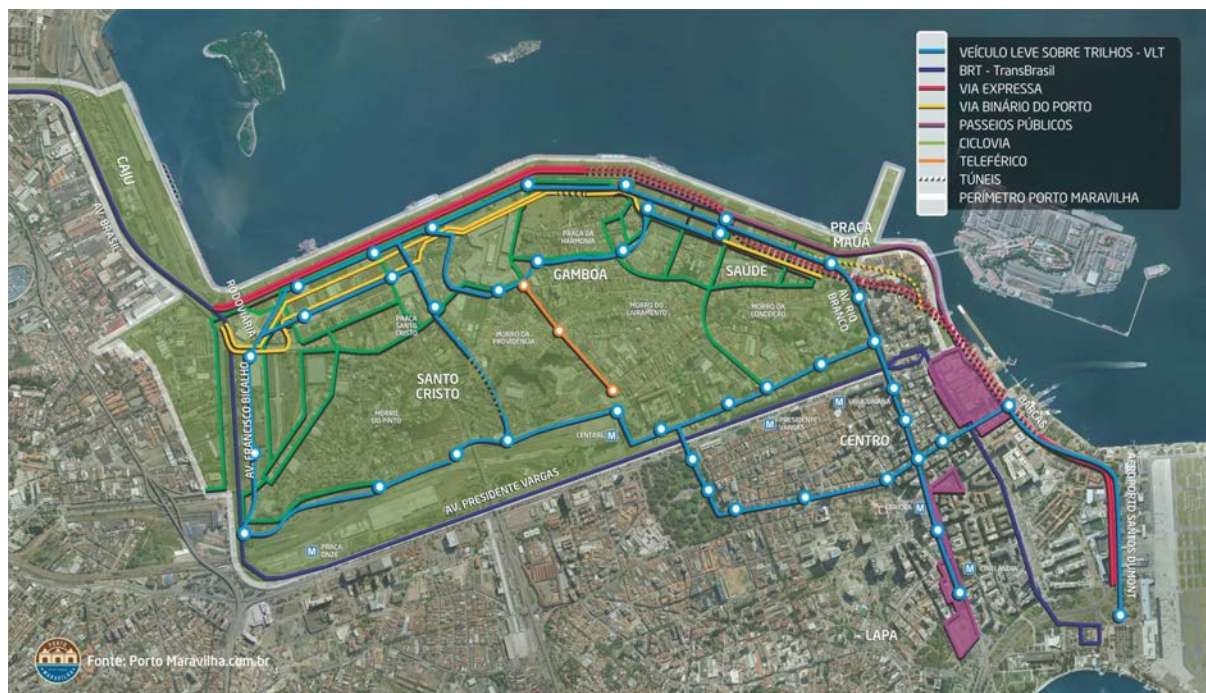 VEÍCULO LEVE SOBRE TRILHOS - VLT
BRT - TransBrasil
VIA EXPRESSA
VIA BINÁRIO DO PORTO
PASSEIOS PÚBLICOS
CICLOVIA
TELEFÉRICO
TÚNEIS
PERÍMETRO PORTO MARAVILHA
CAJU
AV. BRASIL
RODOVIÁRIA
PRAÇA
MAUÁ
PRAÇA DA
HARMONIA
GAMBOA
SAÚDE
AV. RIO
BRANCO
MORRO DO
LIVRAMENTO
MORRO DA
CONCEIÇÃO
PRAÇA
SANTO
CRISTO
MORRO DA
PROVIDÊNCIA
SANTO
CRISTO
MORRO
DO PINTO
AV. FRANCISCO BICALHO
BARCAS
CENTRAL M
M PRESIDENTE
VARGAS
M URUGUAIANA
CENTRO
AV. PRESIDENTE VARGAS
AEROPORTO SANTOS DUMONT
CARIOCA M
M PRAÇA
ONZE
M CINELÂNDIA
LAPA
PORTO
MARAVILHA
Fonte: Porto Maravilha.com.br